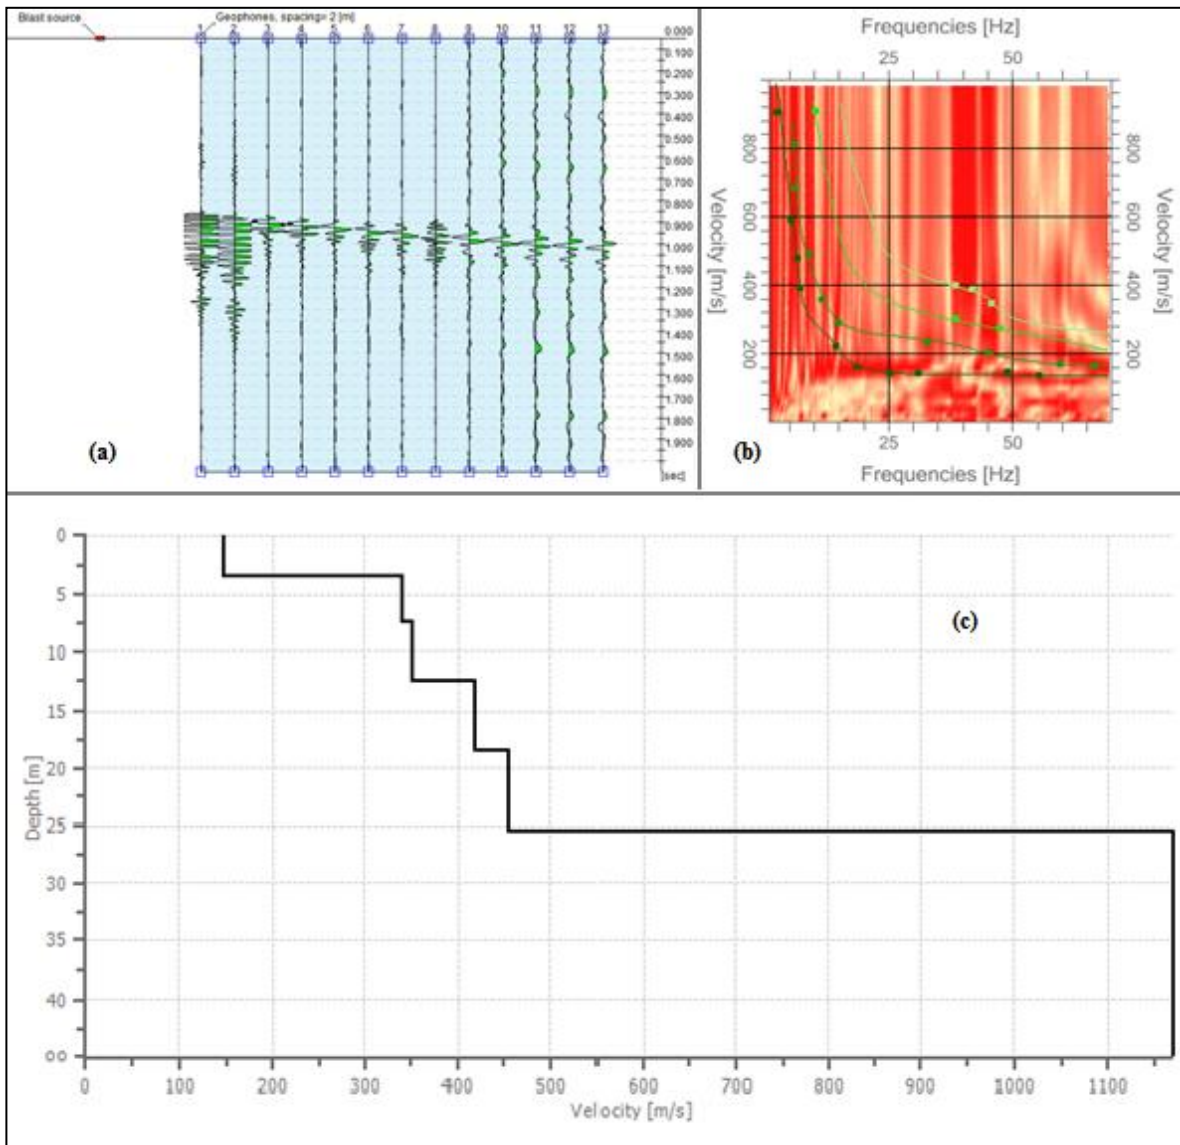 Blast source
Geophones, spacing= 2 [m]
1 2 3 4 5 6 7 8 9 10 11 12 13
0.000
0.100
0.200
0.300
0.400
0.500
0.600
0.700
0.800
0.900
1.000
1.100
1.200
1.300
1.400
1.500
1.600
1.700
1.800
1.900
[sec]
(a)
Frequencies [Hz]
25 50
800
600
400
200
Velocity [m/s]
800
600
400
200
Velocity [m/s]
25 50
Frequencies [Hz]
(b)
0
5
10
15
20
25
30
35
40
∞
Depth [m]
(c)
0 100 200 300 400 500 600 700 800 900 1000 1100
Velocity [m/s]